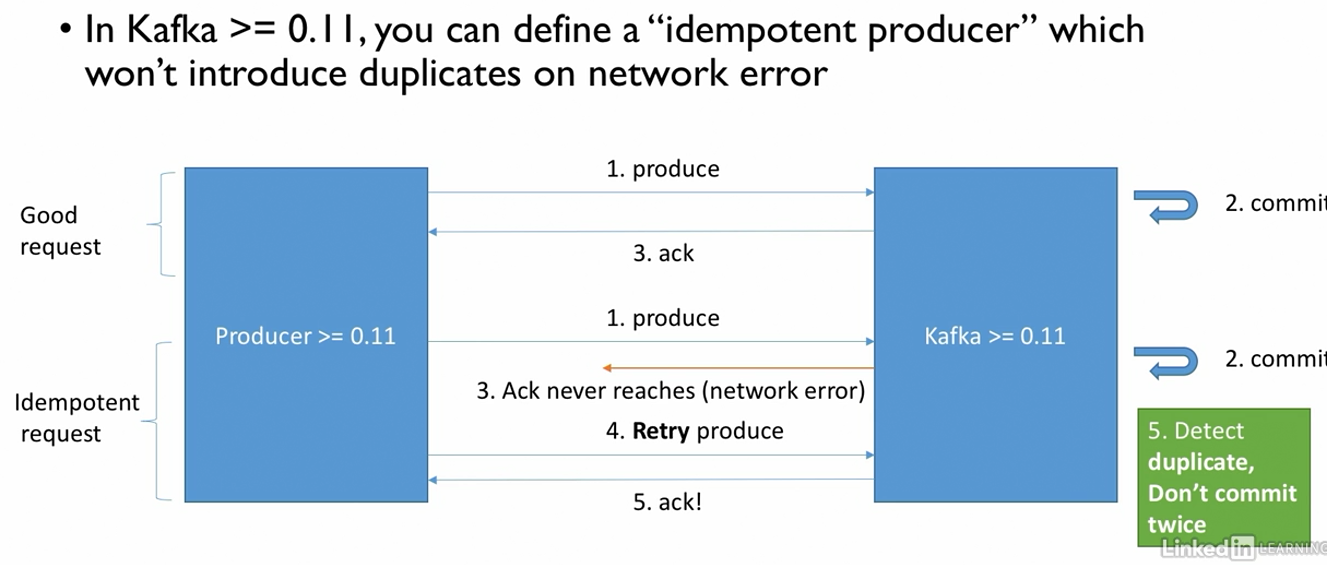 • In Kafka >= 0.11, you can define a “idempotent producer” which
won’t introduce duplicates on network error
Good
request
1. produce
3. ack
2. commit
Producer >= 0.11
Kafka >= 0.11
Idempotent
request
1. produce
3. Ack never reaches (network error)
4. Retry produce
5. ack!
2. commit
5. Detect
duplicate,
Don’t commit
twice
Linked in LEARNING